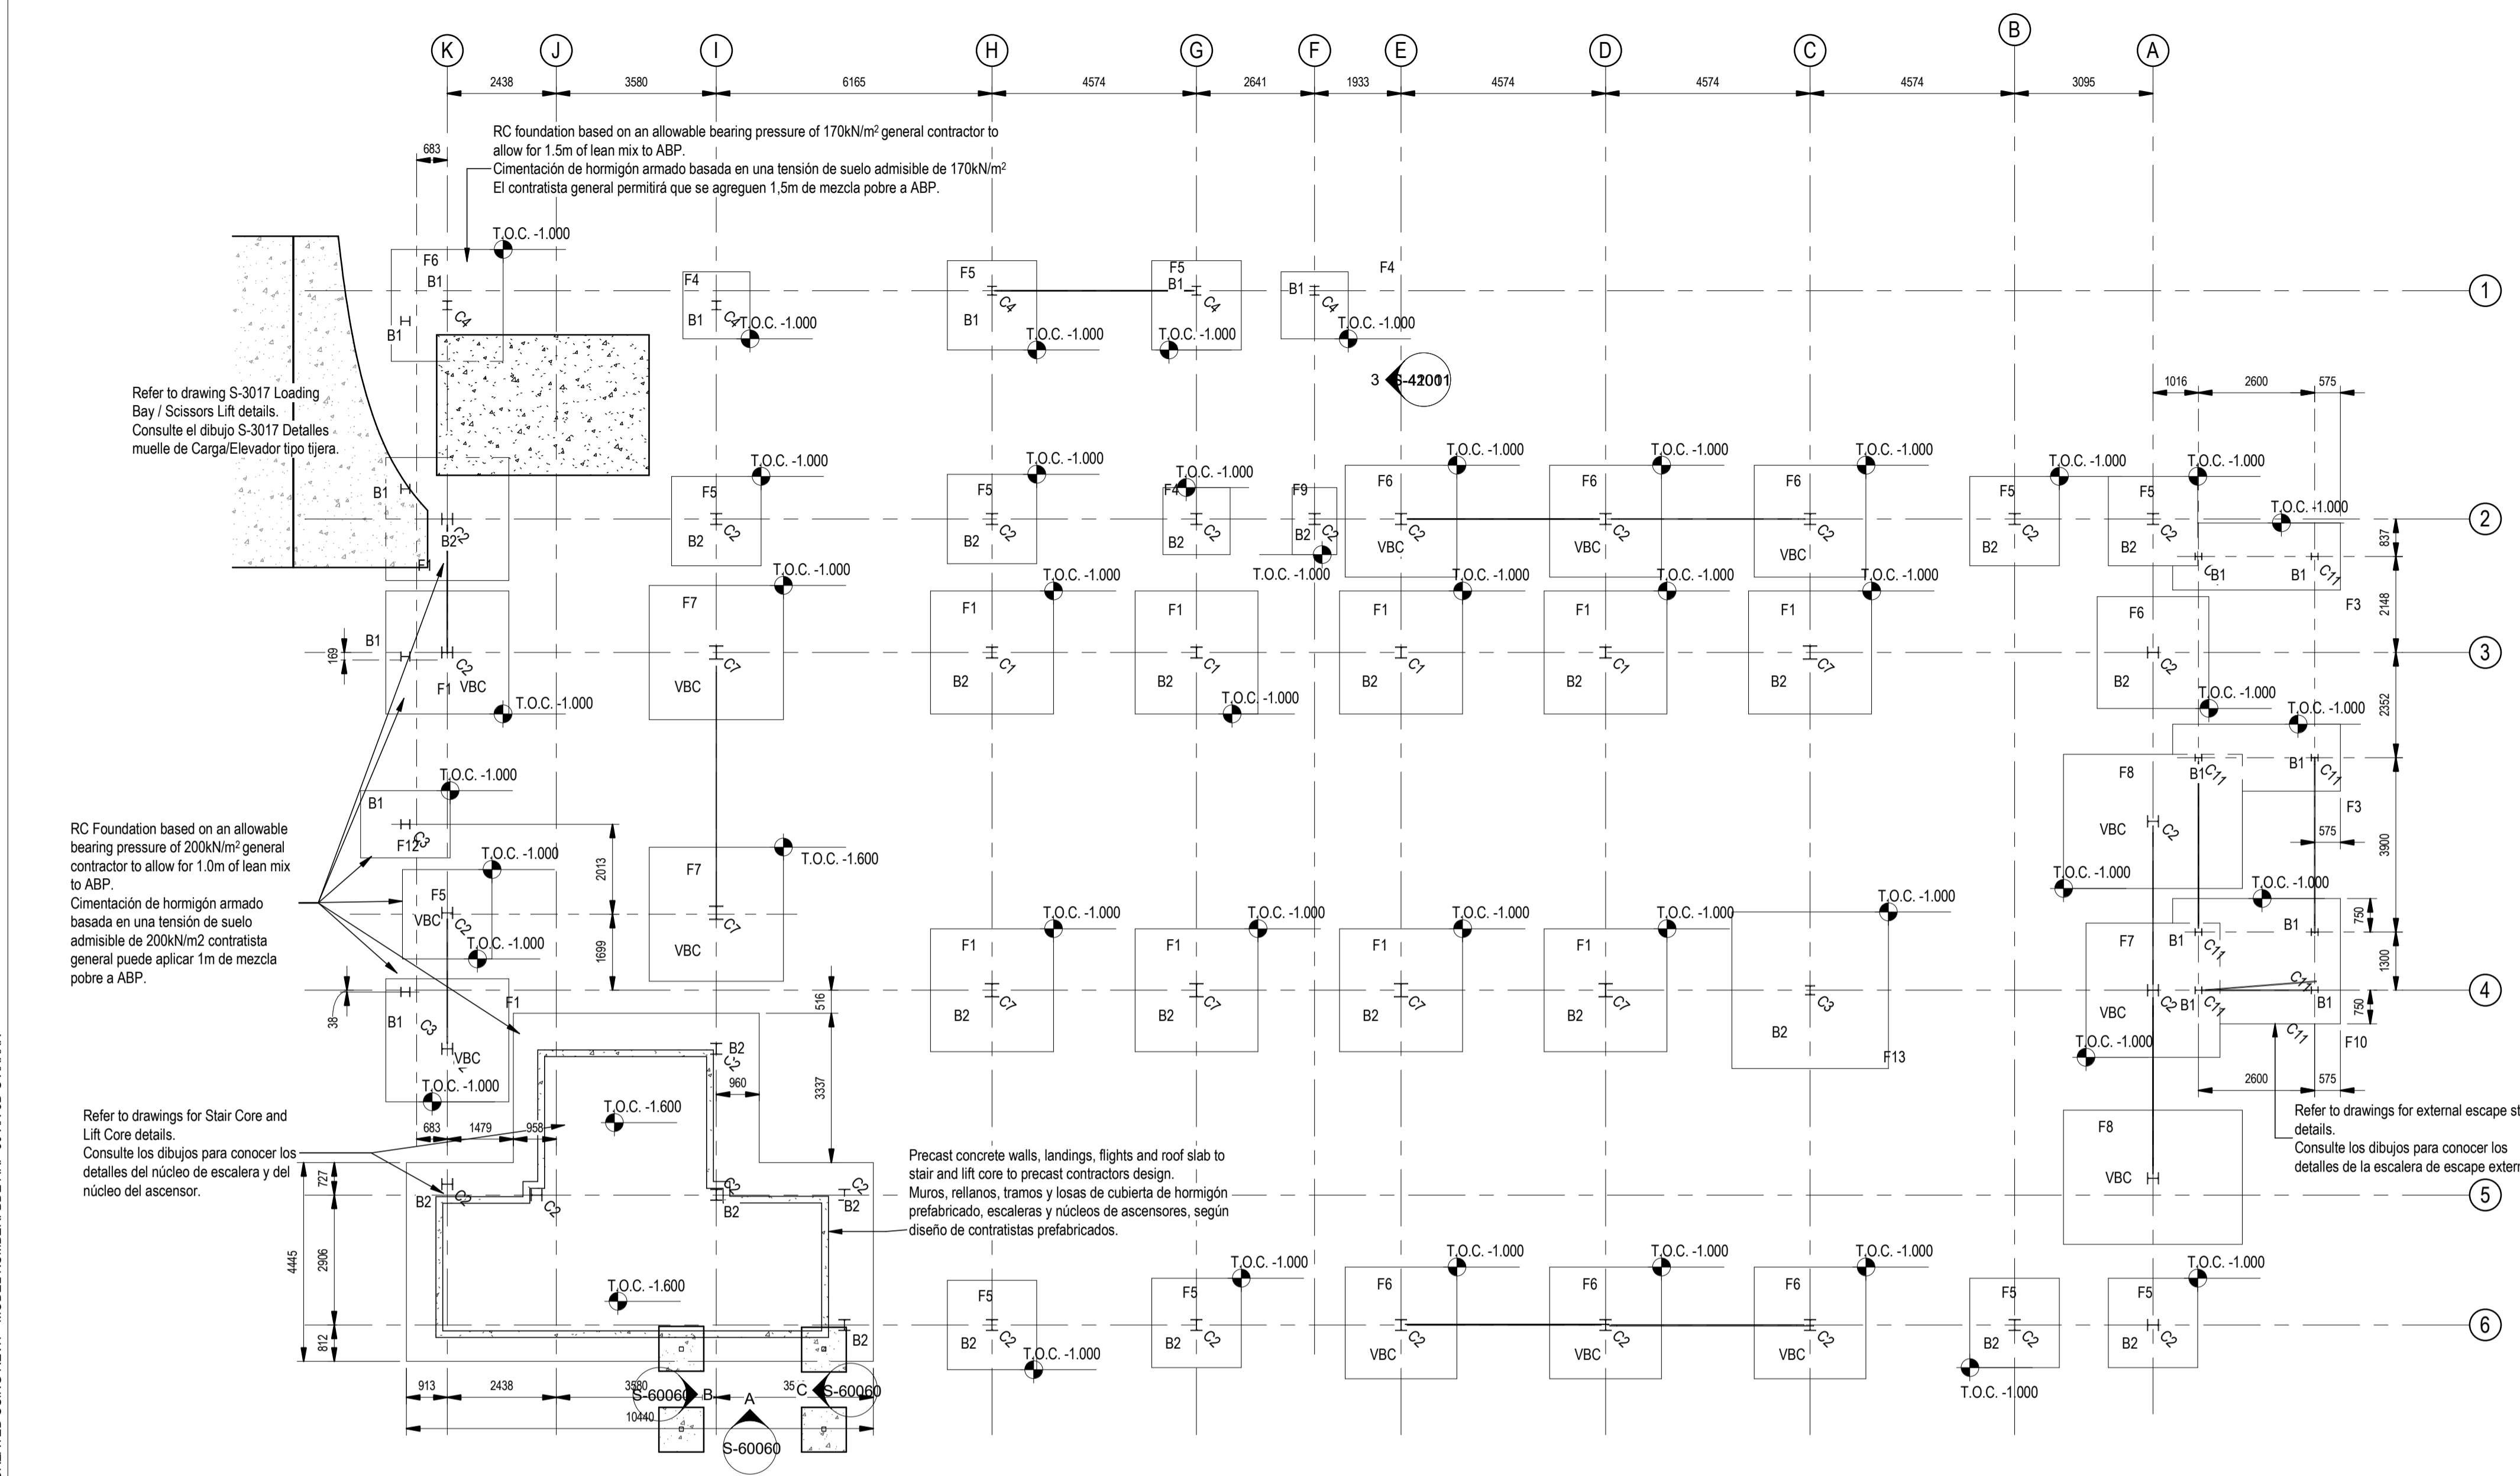 K
J
I
H
G
F
E
D
C
B
A
2438
3580
6165
4574
2641
1933
4574
4574
4574
3095
RC foundation based on an allowable bearing pressure of 170kN/m² general contractor to
allow for 1.5m of lean mix to ABP.
Cimentación de hormigón armado basada en una tensión de suelo admisible de 170kN/m²
El contratista general permitirá que se agreguen 1,5m de mezcla pobre a ABP.
683
T.O.C. -1.000
F6
B1
C4
B1
F4
B1
C4
T.O.C. -1.000
F5
B1
C4
T.O.C. -1.000
F5
B1
C4
T.O.C. -1.000
B1
C4
T.O.C. -1.000
F4
1
3
Refer to drawing S-3017 Loading
Bay / Scissors Lift details.
Consulte el dibujo S-3017 Detalles
muelle de Carga/Elevador tipo tijera.
1016
2600
575
B1
B2
C2
F1
T.O.C. -1.000
F5
B2
C2
T.O.C. -1.000
F5
B2
C2
T.O.C. -1.000
F4
B2
C2
F9
B2
C2
T.O.C. -1.000
T.O.C. -1.000
F6
VBC
C2
T.O.C. -1.000
F6
VBC
C2
T.O.C. -1.000
F6
VBC
C2
T.O.C. -1.000
F5
B2
C2
T.O.C. -1.000
F5
B2
C2
T.O.C. -1.000
B1
B1
C11
F3
2
837
2148
B1
169
F1
VBC
C2
T.O.C. -1.000
T.O.C. -1.000
F7
VBC
C7
T.O.C. -1.000
F1
B2
C1
F1
B2
C1
T.O.C. -1.000
T.O.C. -1.000
F1
B2
C1
T.O.C. -1.000
F1
B2
C1
T.O.C. -1.000
F1
B2
C7
F6
B2
C2
T.O.C. -1.000
3
2352
T.O.C. -1.000
B1
C11
B1
C11
F3
575
3900
F8
VBC
C2
T.O.C. -1.000
T.O.C. -1.000
B1
C3
F12
T.O.C. -1.000
F5
VBC
C2
T.O.C. -1.000
2013
1699
516
F7
T.O.C. -1.600
VBC
C7
RC Foundation based on an allowable
bearing pressure of 200kN/m² general
contractor to allow for 1.0m of lean mix
to ABP.
Cimentación de hormigón armado
basada en una tensión de suelo
admisible de 200kN/m2 contratista
general puede aplicar 1m de mezcla
pobre a ABP.
38
B1
C3
F1
VBC
T.O.C. -1.000
T.O.C. -1.000
F1
B2
C7
T.O.C. -1.000
F1
B2
C7
T.O.C. -1.000
F1
B2
C7
T.O.C. -1.000
F1
B2
C7
T.O.C. -1.000
B2
C3
F13
T.O.C. -1.000
750
B1
B1
C11
F7
VBC
C2
B1
C11
C11
B1
C11
T.O.C. -1.000
F10
1300
750
4
2600
575
Refer to drawings for external escape
details.
Consulte los dibujos para conocer los
detalles de la escalera de escape
B2
C2
960
3337
T.O.C. -1.600
Refer to drawings for Stair Core and
Lift Core details.
Consulte los dibujos para conocer los
detalles del núcleo de escalera y del
núcleo del ascensor.
683
1479
958
727
2906
4445
812
B2
C2
C2
C2
B2
C2
B2
Precast concrete walls, landings, flights and roof slab to
stair and lift core to precast contractors design.
Muros, rellanos, tramos y losas de cubierta de hormigón
prefabricado, escaleras y núcleos de ascensores, según
diseño de contratistas prefabricados.
F8
VBC
5
T.O.C. -1.600
B2
F5
B2
C2
T.O.C. -1.000
T.O.C. -1.000
F5
B2
C2
T.O.C. -1.000
F6
VBC
C2
T.O.C. -1.000
F6
VBC
C2
T.O.C. -1.000
F6
VBC
C2
F5
B2
C2
T.O.C. -1.000
T.O.C. -1.000
F5
B2
C2
6
913
2438
3580
35
10440
S-60060
B
A
S-60060
C
S-60060